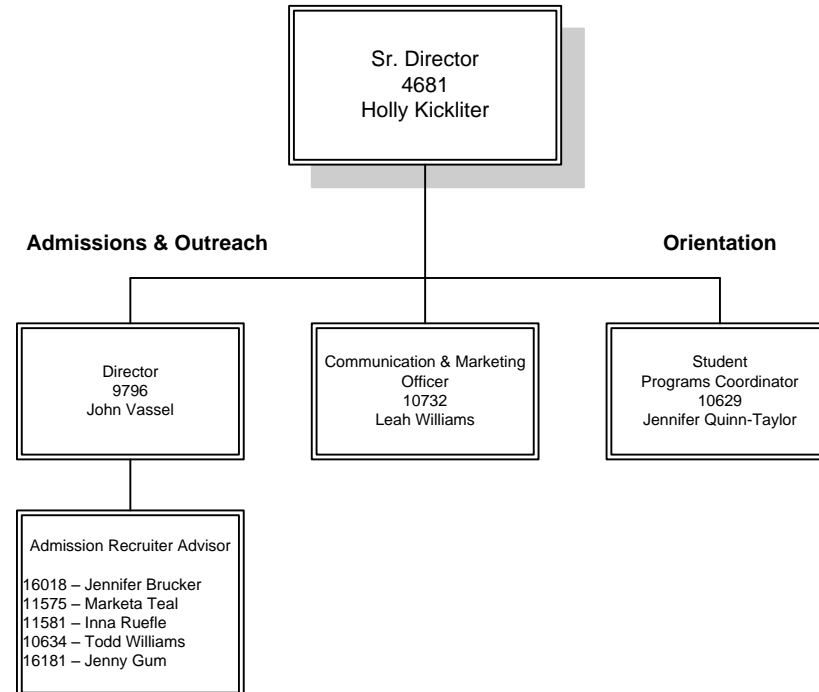 Sr. Director
4681
Holly Kickliter
Admissions & Outreach
Orientation
Director
9796
John Vassel
Communication & Marketing
Officer
10732
Leah Williams
Student
Programs Coordinator
10629
Jennifer Quinn-Taylor
Admission Recruiter Advisor
16018 – Jennifer Brucker
11575 – Marketa Teal
11581 – Inna Ruefle
10634 – Todd Williams
16181 – Jenny Gum